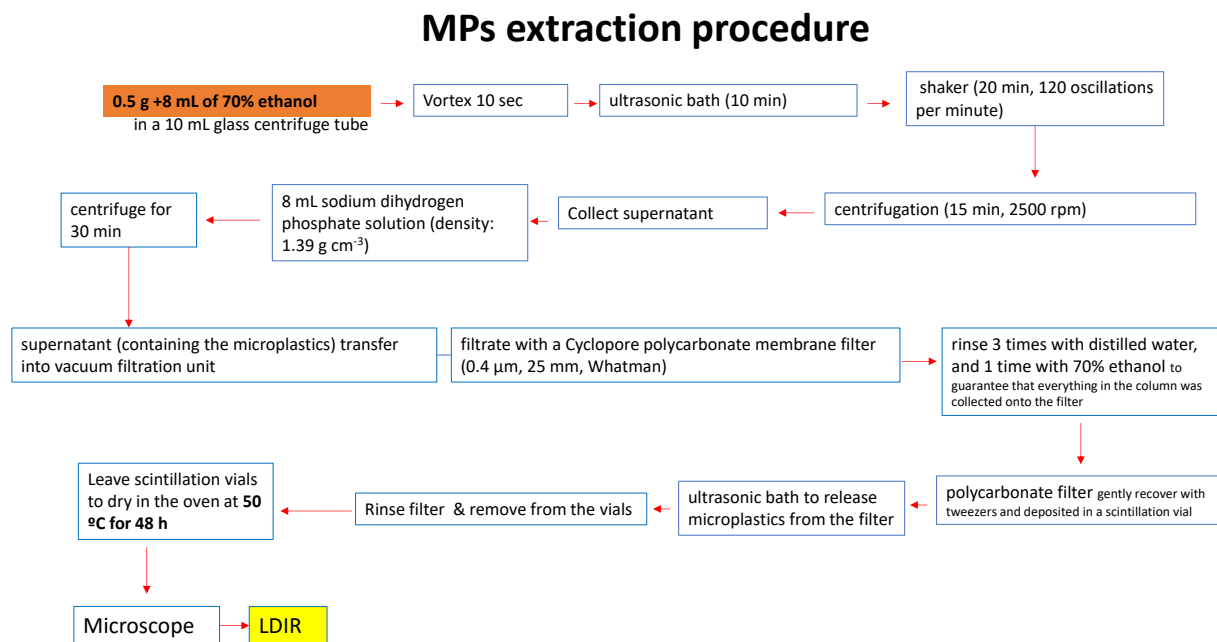 MPs extraction procedure
0.5 g +8 mL of 70% ethanol
in a 10 mL glass centrifuge tube
Vortex 10 sec
ultrasonic bath (10 min)
shaker (20 min, 120 oscillations
per minute)
centrifugation (15 min, 2500 rpm)
Collect supernatant
8 mL sodium dihydrogen
phosphate solution (density:
1.39 g cm⁻³)
centrifuge for
30 min
supernatant (containing the microplastics) transfer
into vacuum filtration unit
filtrate with a Cyclopore polycarbonate membrane filter
(0.4 µm, 25 mm, Whatman)
rinse 3 times with distilled water,
and 1 time with 70% ethanol to
guarantee that everything in the column was
collected onto the filter
polycarbonate filter gently recover with
tweezers and deposited in a scintillation vial
ultrasonic bath to release
microplastics from the filter
Rinse filter & remove from the vials
Leave scintillation vials
to dry in the oven at 50
ºC for 48 h
Microscope
LDIR